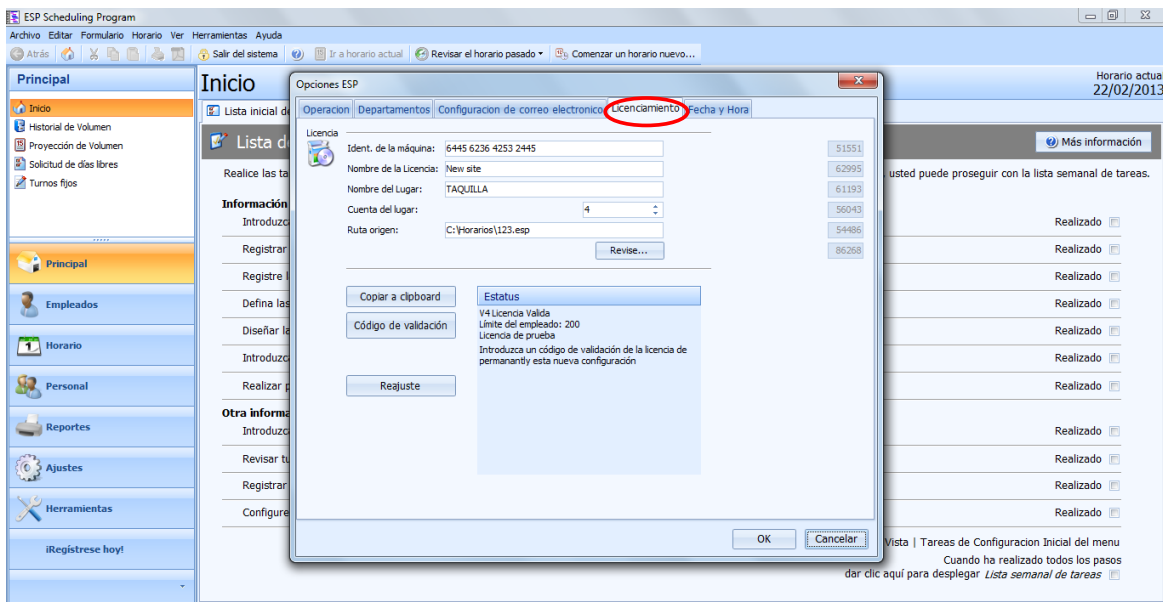 ESP Scheduling Program
Archivo Editar Formulario Horario Ver Herramientas Ayuda
Atrás Salir del sistema Ir a horario actual Revisar el horario pasado Comenzar un horario nuevo...
Principal
Inicio
Historial de Volumen
Proyección de Volumen
Solicitud de días libres
Turnos fijos
Principal
Empleados
Horario
Personal
Reportes
Ajustes
Herramientas
¡Regístrese hoy!
Inicio
Horario actua
22/02/2013
Lista inicial d
Lista d
Más información
Realice las ta
usted puede proseguir con la lista semanal de tareas.
Información
Introduzc Realizado
Registrar Realizado
Registre l Realizado
Defina las Realizado
Diseñar la Realizado
Introduzc Realizado
Realizar p Realizado
Otra informa
Introduzc Realizado
Revisar tu Realizado
Registrar Realizado
Configure Realizado
Vista | Tareas de Configuracion Inicial del menu
Cuando ha realizado todos los pasos
dar clic aquí para desplegar Lista semanal de tareas
Opciones ESP
Operacion Departamentos Configuracion de correo electronico Licenciamiento Fecha y Hora
Licencia
Ident. de la máquina: 6445 6236 4253 2445 51551
Nombre de la Licencia: New site 62995
Nombre del Lugar: TAQUILLA 61193
Cuenta del lugar: 4 56043
Ruta origen: C:\Horarios\123.esp 54486
Revise... 86268
Copiar a clipboard
Código de validación
Reajuste
Estatus
V4 Licencia Valida
Límite del empleado: 200
Licencia de prueba
Introduzca un código de validación de la licencia de
permanantly esta nueva configuración
OK Cancelar